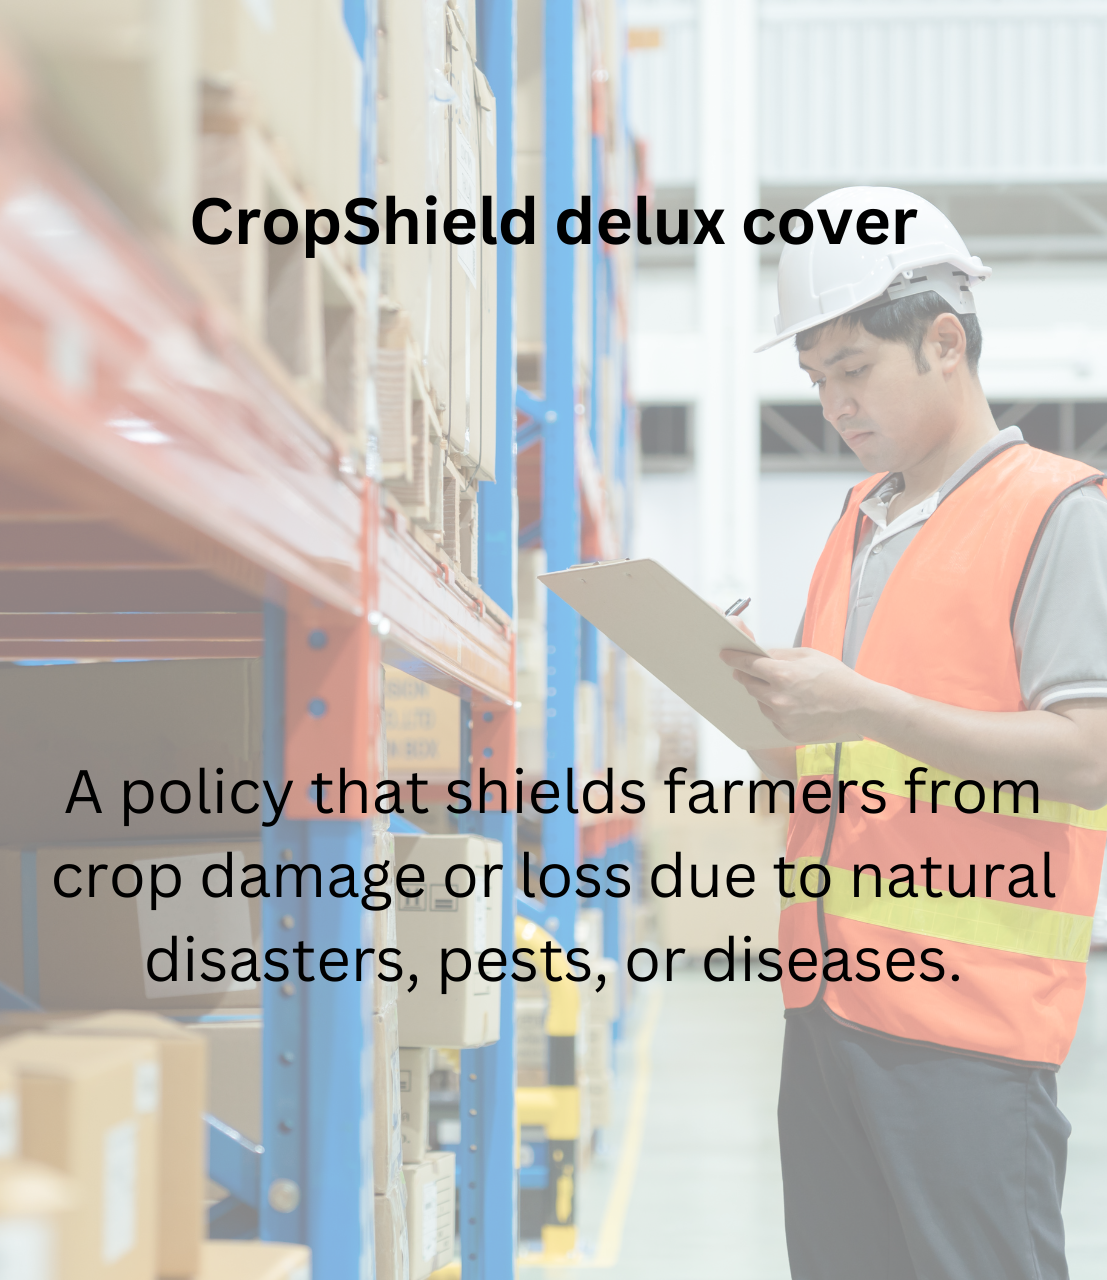 CropShield delux cover
A policy that shields farmers from
crop damage or loss due to natural
disasters, pests, or diseases.